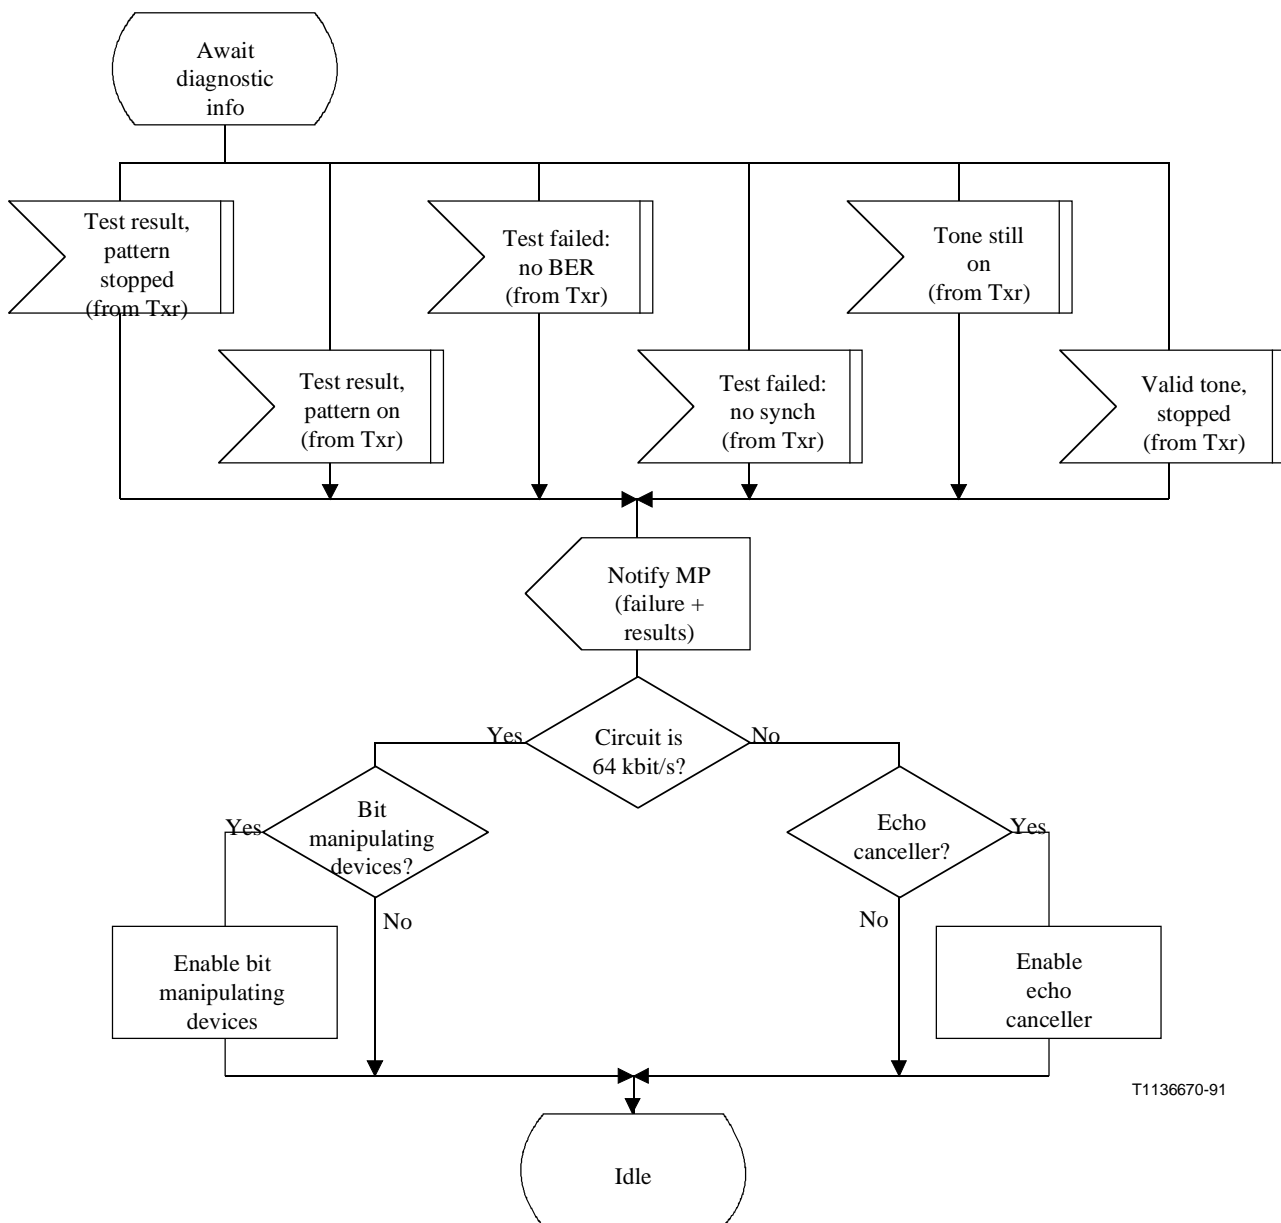 Await
diagnostic
info
Test result,
pattern
stopped
(from Txr)
Test failed:
no BER
(from Txr)
Tone still
on
(from Txr)
Test result,
pattern on
(from Txr)
Test failed:
no synch
(from Txr)
Valid tone,
stopped
(from Txr)
Notify MP
(failure +
results)
Yes
Circuit is
64 kbit/s?
No
Yes
Bit
manipulating
devices?
No
Echo
canceller?
Yes
No
Enable bit
manipulating
devices
Enable
echo
canceller
T1136670-91
Idle